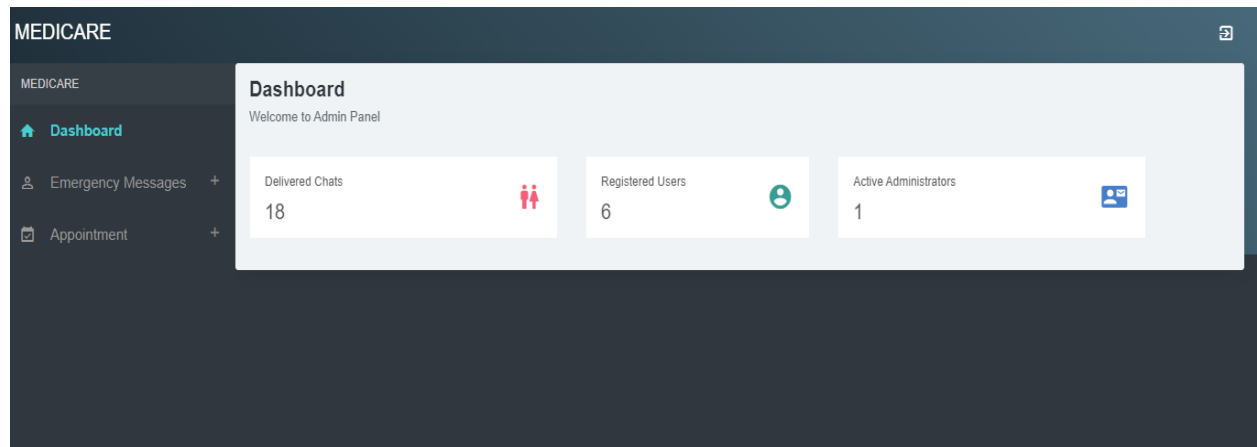 MEDICARE
MEDICARE
Dashboard
Emergency Messages +
Appointment +
Dashboard
Welcome to Admin Panel
Delivered Chats
18
Registered Users
6
Active Administrators
1